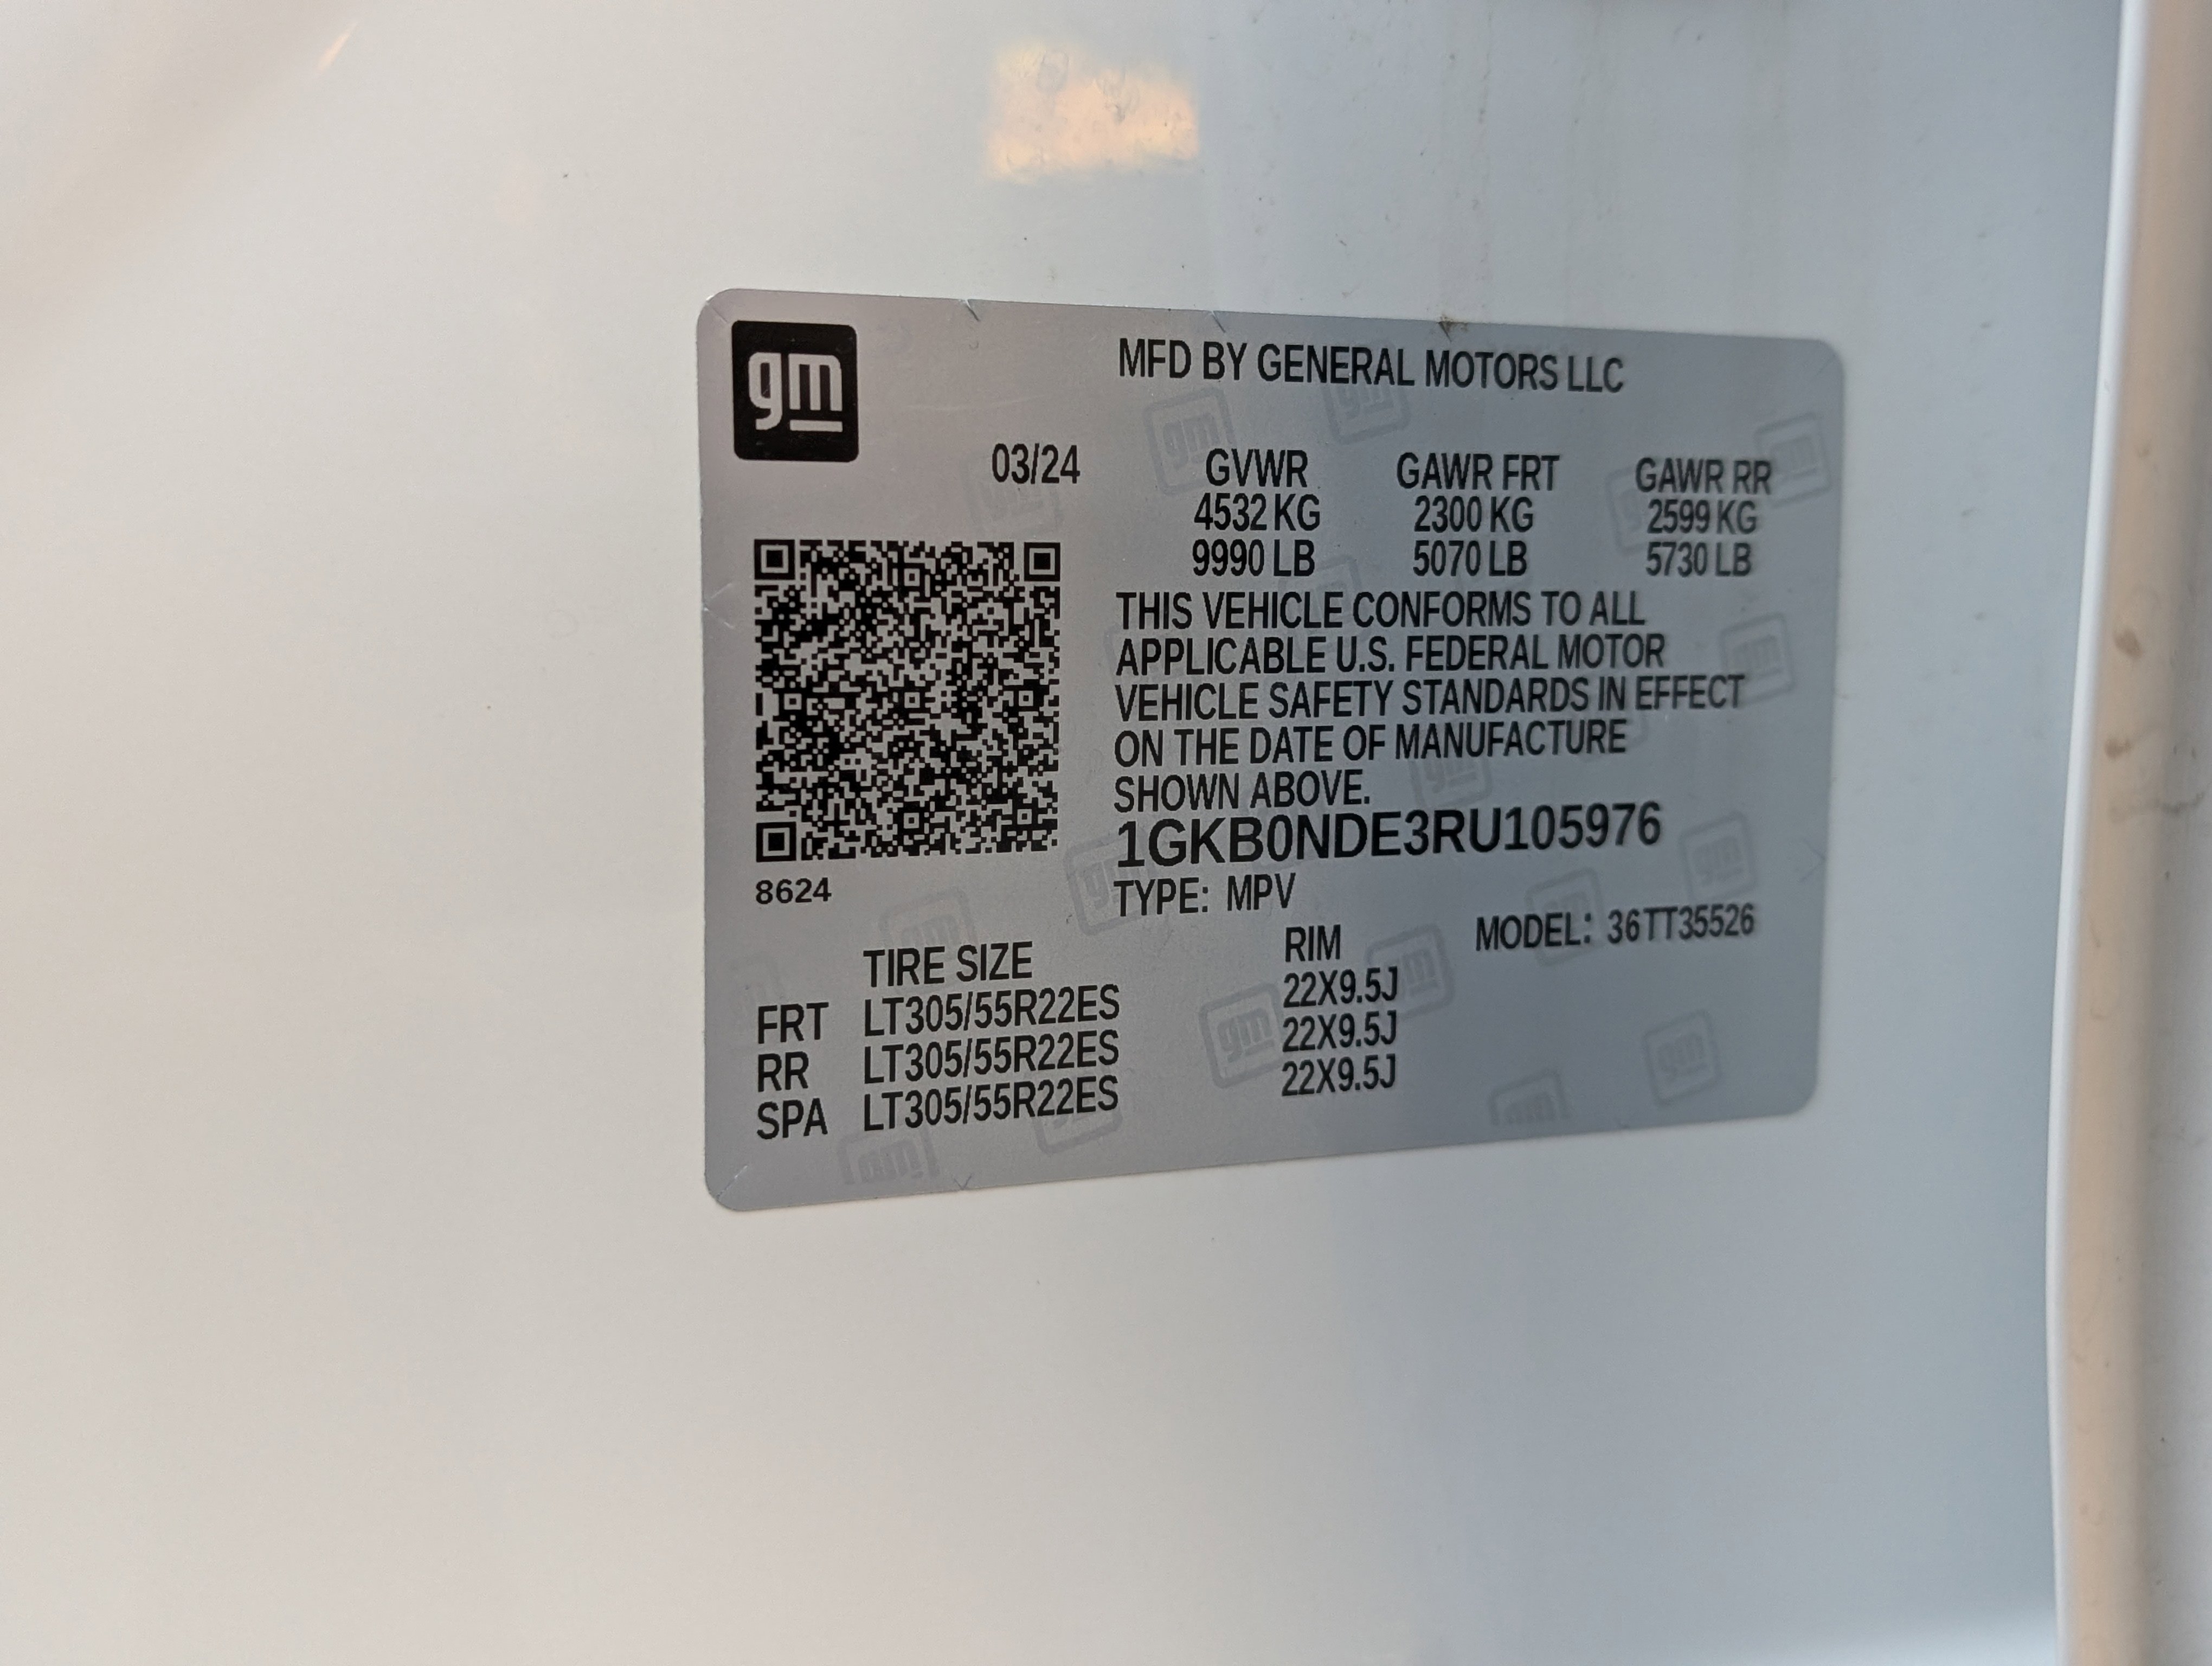 gm
MFD BY GENERAL MOTORS LLC
03/24 GVWR GAWR FRT GAWR RR
4532 KG 2300 KG 2599 KG
9990 LB 5070 LB 5730 LB
THIS VEHICLE CONFORMS TO ALL
APPLICABLE U.S. FEDERAL MOTOR
VEHICLE SAFETY STANDARDS IN EFFECT
ON THE DATE OF MANUFACTURE
SHOWN ABOVE.
1GKB0NDE3RU105976
8624
TYPE: MPV
MODEL: 36TT35526
TIRE SIZE RIM
FRT LT305/55R22ES 22X9.5J
RR LT305/55R22ES 22X9.5J
SPA LT305/55R22ES 22X9.5J